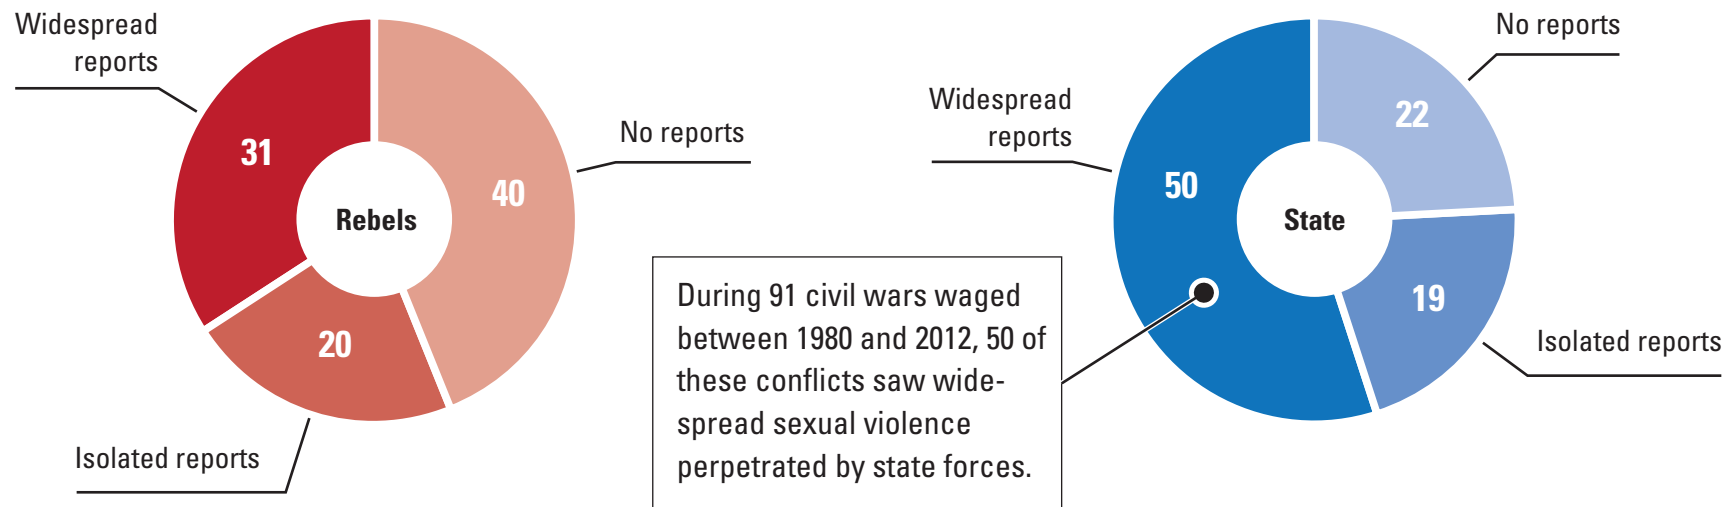 Widespread
reports
31
Rebels
40
No reports
20
Isolated reports
During 91 civil wars waged
between 1980 and 2012, 50 of
these conflicts saw wide-
spread sexual violence
perpetrated by state forces.
Widespread
reports
50
State
No reports
22
19
Isolated reports